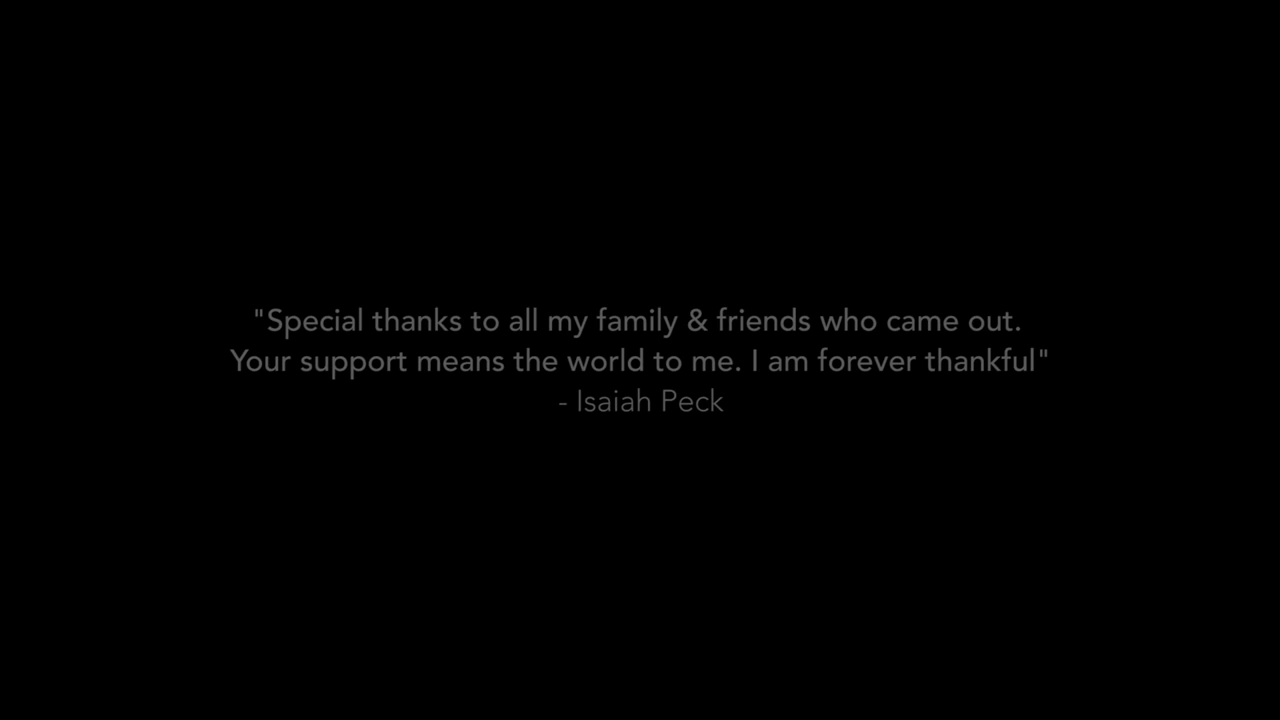 "Special thanks to all my family & friends who came out.
Your support means the world to me. I am forever thankful"
- Isaiah Peck